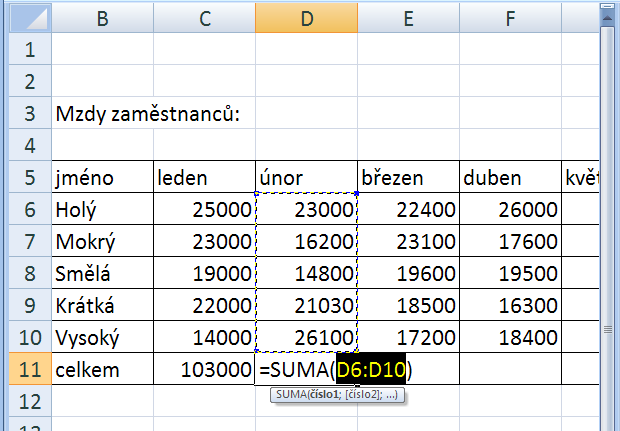 B C D E F
1
2
3 Mzdy zaměstnanců:
4
5 jméno leden únor březen duben květ
6 Holý 25000 23000 22400 26000
7 Mokrý 23000 16200 23100 17600
8 Smělá 19000 14800 19600 19500
9 Krátká 22000 21030 18500 16300
10 Vysoký 14000 26100 17200 18400
11 celkem 103000 =SUMA(D6:D10)
SUMA(číslo1; [číslo2]; ...)
12
13